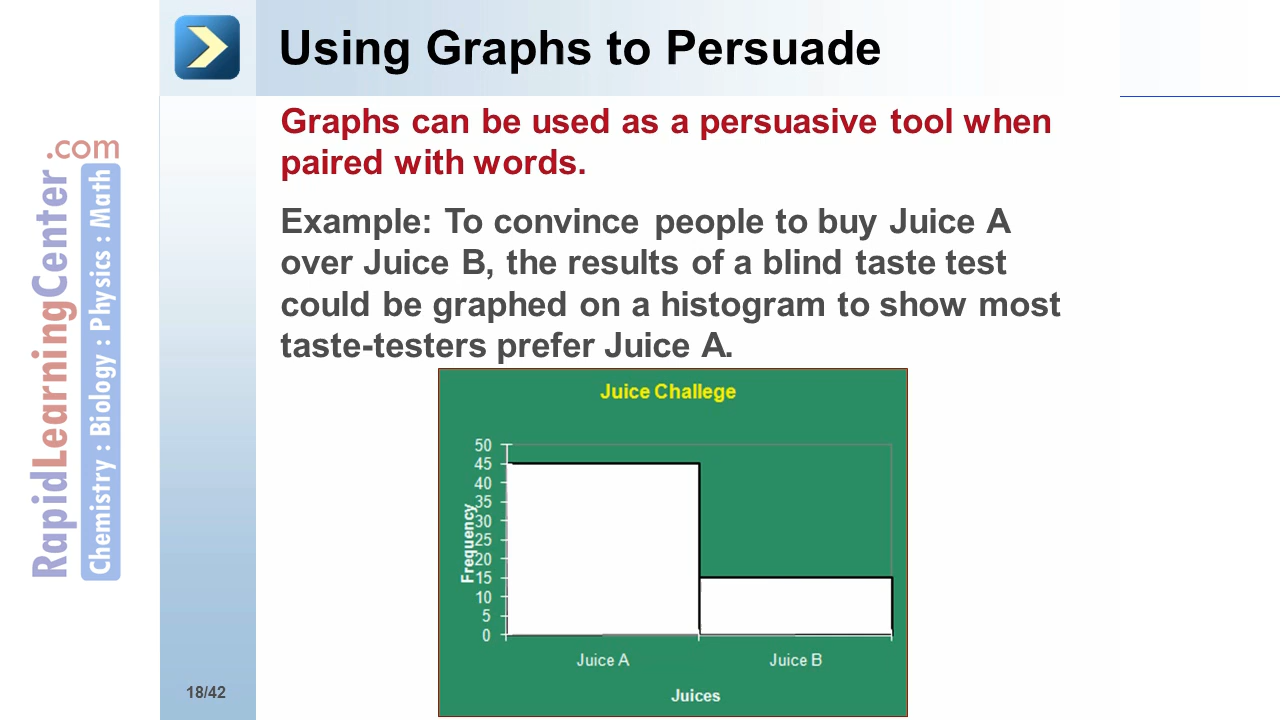 Using Graphs to Persuade
Graphs can be used as a persuasive tool when
paired with words.
Example: To convince people to buy Juice A
over Juice B, the results of a blind taste test
could be graphed on a histogram to show most
taste-testers prefer Juice A.
Juice Challege
50
45
40
35
30
25
20
15
10
5
0
Frequency
Juice A
Juice B
Juices
18/42
RapidLearningCenter.com
Chemistry : Biology : Physics : Math